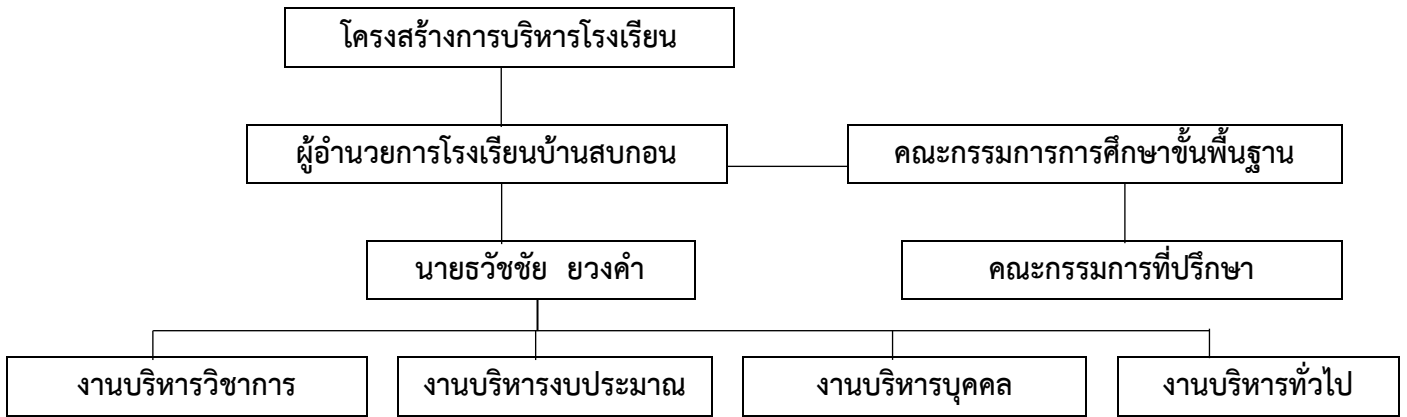 โครงสร้างการบริหารโรงเรียน
ผู้อำนวยการโรงเรียนบ้านสบกอน
คณะกรรมการการศึกษาขั้นพื้นฐาน
นายธวัชชัย ยวงคำ
คณะกรรมการที่ปรึกษา
งานบริหารวิชาการ
งานบริหารงบประมาณ
งานบริหารบุคคล
งานบริหารทั่วไป